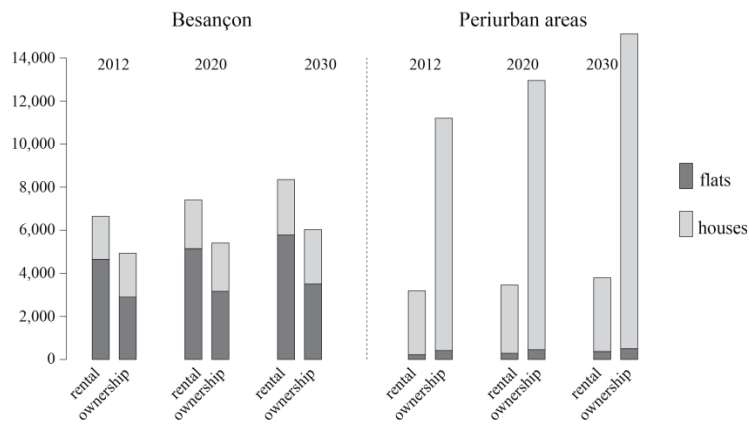 Besançon
Periurban areas
14,000
12,000
10,000
8,000
6,000
4,000
2,000
0
2012
2020
2030
2012
2020
2030
rental
ownership
rental
ownership
rental
ownership
rental
ownership
rental
ownership
rental
ownership
flats
houses